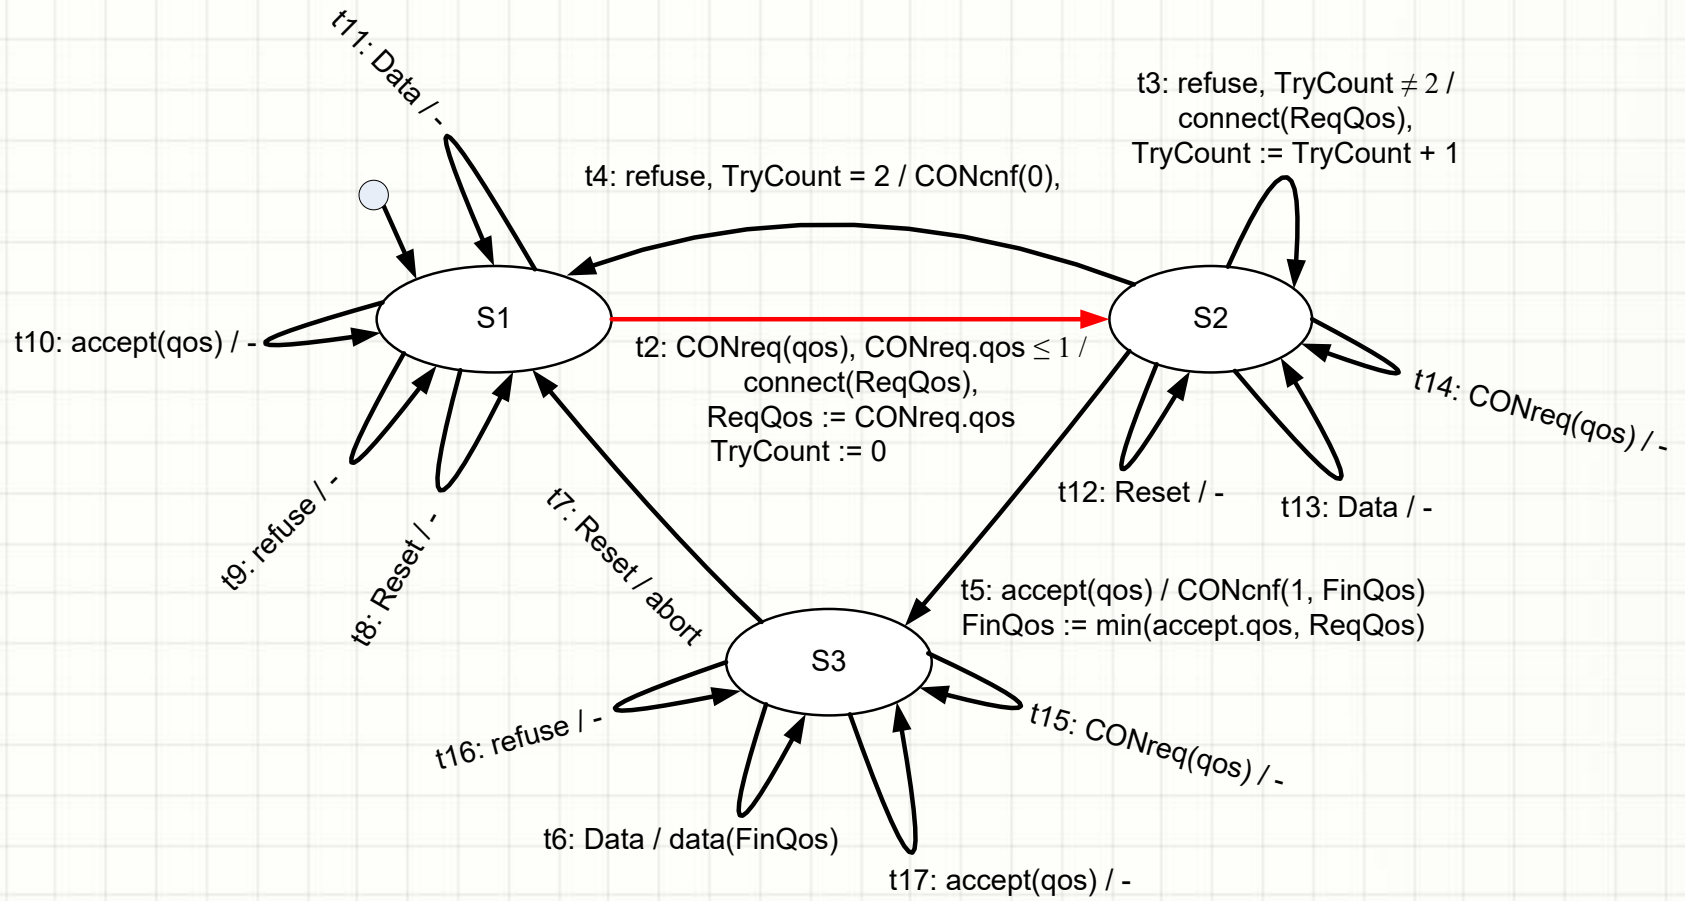 t11: Data / -
t3: refuse, TryCount ≠ 2 /
connect(ReqQos),
TryCount := TryCount + 1
t4: refuse, TryCount = 2 / CONcnf(0),
S1
S2
t10: accept(qos) / -
t2: CONreq(qos), CONreq.qos ≤ 1 /
connect(ReqQos),
ReqQos := CONreq.qos
TryCount := 0
t14: CONreq(qos) / -
t12: Reset / -
t13: Data / -
t9: refuse / -
t8: Reset / -
t7: Reset / abort
t5: accept(qos) / CONcnf(1, FinQos)
FinQos := min(accept.qos, ReqQos)
S3
t16: refuse / -
t15: CONreq(qos) / -
t6: Data / data(FinQos)
t17: accept(qos) / -